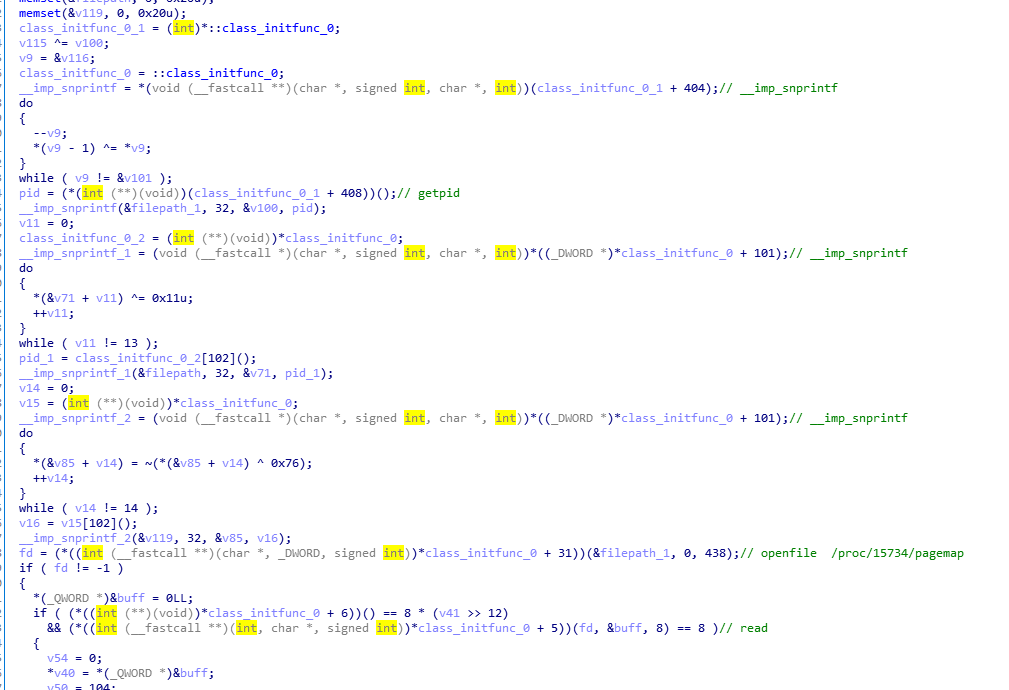 memset(&filepath, 0, 0x20u);
memset(&v119, 0, 0x20u);
class_initfunc_0_1 = (int)*::class_initfunc_0;
v115 ^= v100;
v9 = &v116;
class_initfunc_0 = ::class_initfunc_0;
__imp_snprintf = *(void (__fastcall **)(char *, signed int, char *, int))(class_initfunc_0_1 + 404);// __imp_snprintf
do
{
--v9;
*(v9 - 1) ^= *v9;
}
while ( v9 != &v101 );
pid = (*(int (**)(void))(class_initfunc_0_1 + 408))();// getpid
__imp_snprintf(&filepath_1, 32, &v100, pid);
v11 = 0;
class_initfunc_0_2 = (int (**)(void))*class_initfunc_0;
__imp_snprintf_1 = (void (__fastcall *)(char *, signed int, char *, int))*((_DWORD *)*class_initfunc_0 + 101);// __imp_snprintf
do
{
*(&v71 + v11) ^= 0x11u;
++v11;
}
while ( v11 != 13 );
pid_1 = class_initfunc_0_2[102]();
__imp_snprintf_1(&filepath, 32, &v71, pid_1);
v14 = 0;
v15 = (int (**)(void))*class_initfunc_0;
__imp_snprintf_2 = (void (__fastcall *)(char *, signed int, char *, int))*((_DWORD *)*class_initfunc_0 + 101);// __imp_snprintf
do
{
*(&v85 + v14) = ~(*(&v85 + v14) ^ 0x76);
++v14;
}
while ( v14 != 14 );
v16 = v15[102]();
__imp_snprintf_2(&v119, 32, &v85, v16);
fd = (*((int (__fastcall **)(char *, _DWORD, signed int))*class_initfunc_0 + 31))(&filepath_1, 0, 438);// openfile  /proc/15734/pagemap
if ( fd != -1 )
{
*(_QWORD *)&buff = 0LL;
if ( (*((int (**)(void))*class_initfunc_0 + 6))() == 8 * (v41 >> 12)
&& (*((int (__fastcall **)(int, char *, signed int))*class_initfunc_0 + 5))(fd, &buff, 8) == 8 )// read
{
v54 = 0;
*v40 = *(_QWORD *)&buff;
v50 = 104;